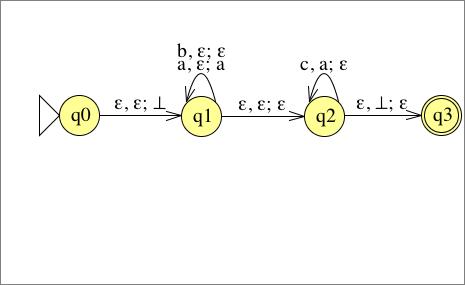 b, ε; ε
a, ε; a
c, a; ε
ε, ε; ⊥
ε, ε; ε
ε, ⊥; ε
q0
q1
q2
q3